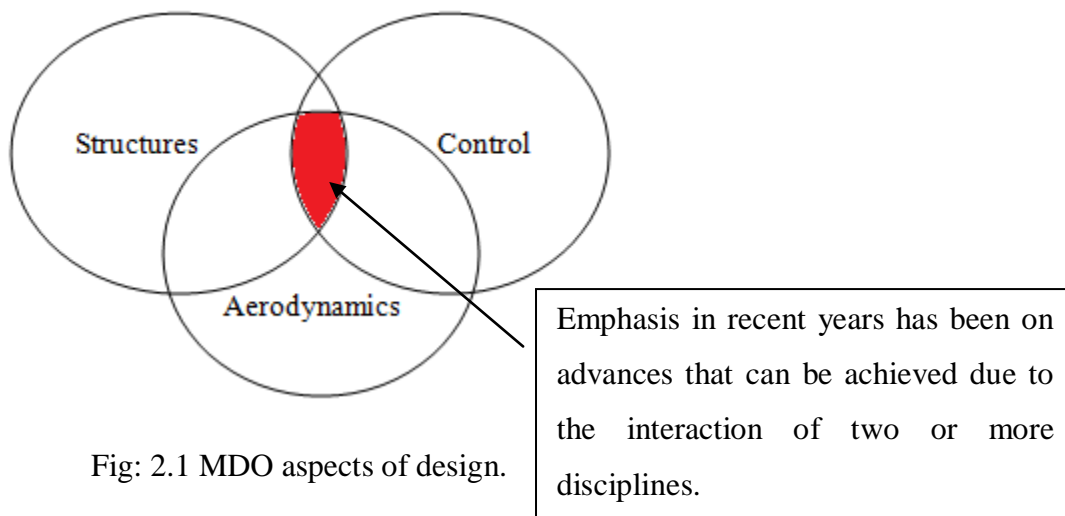 Structures
Control
Aerodynamics
Emphasis in recent years has been on
advances that can be achieved due to
the interaction of two or more
disciplines.
Fig: 2.1 MDO aspects of design.